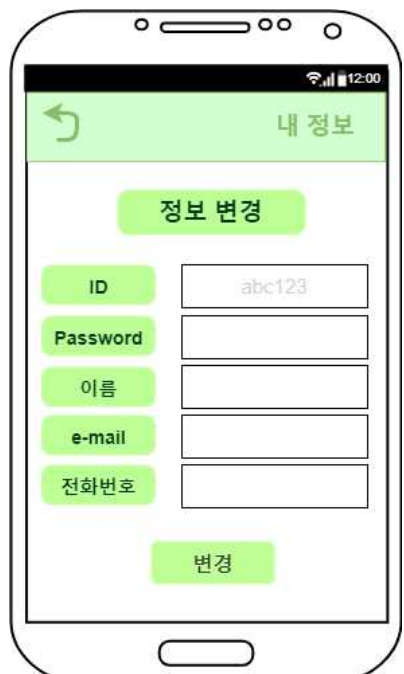 12:00
내 정보
정보 변경
ID abc123
Password
이름
e-mail
전화번호
변경